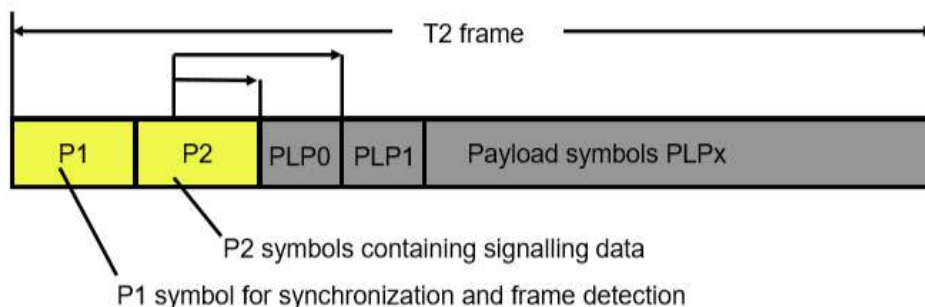 T2 frame
P1 P2 PLP0 PLP1 Payload symbols PLPx
P2 symbols containing signalling data
P1 symbol for synchronization and frame detection